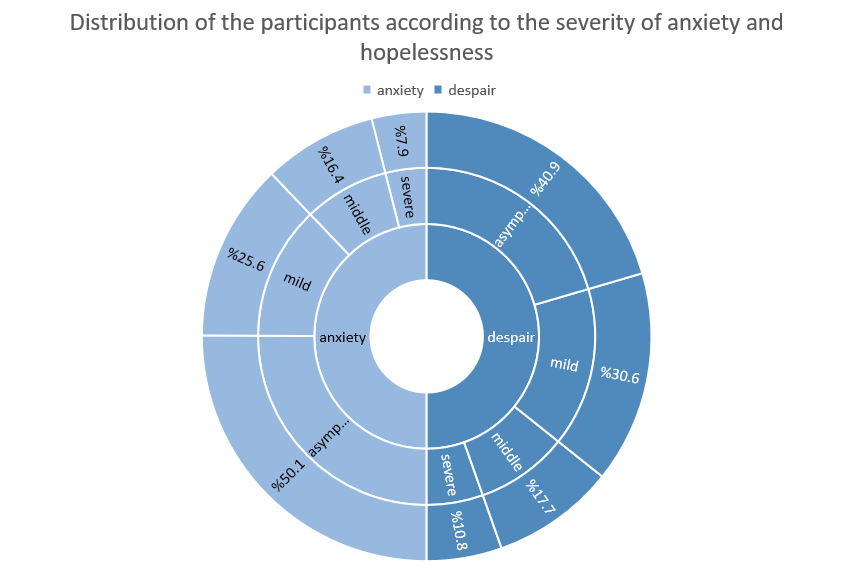 Distribution of the participants according to the severity of anxiety and
hopelessness
anxiety despair
%7.9
%16.4
%40.9
severe
middle
asymp...
%25.6
mild
anxiety
despair
mild
%30.6
asymp...
%50.1
severe
middle
%17.7
%10.8